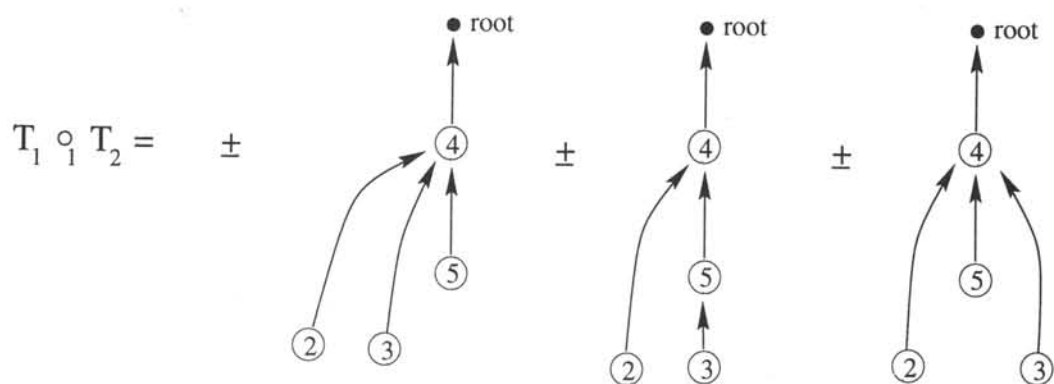 root root root
T₁ ∘₁ T₂ = ± 4 ± 4 ± 4
5 5 5
2 3 2 3 2 3